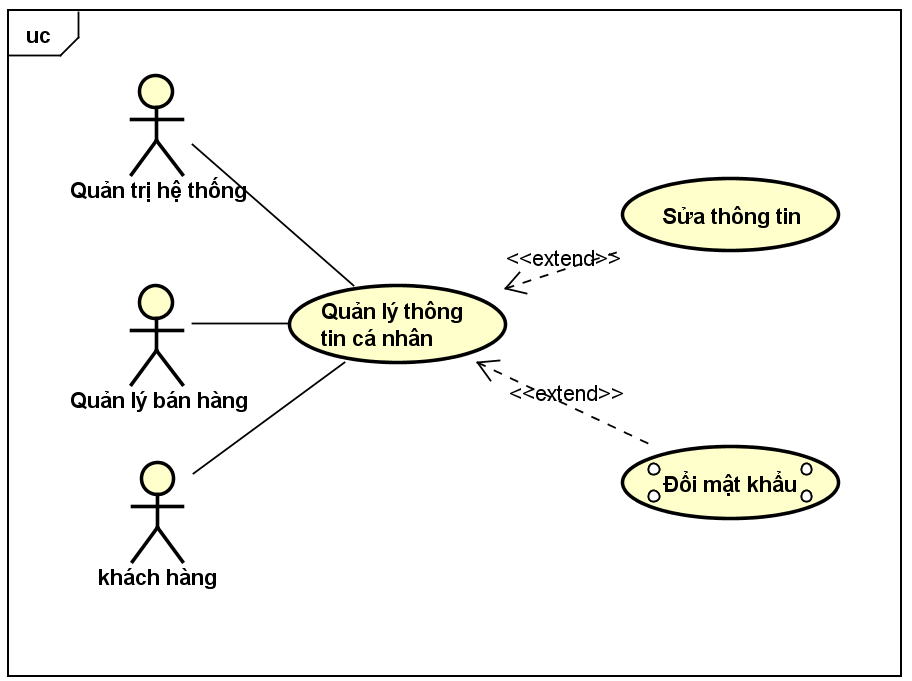 uc
Quản trị hệ thống
Sửa thông tin
<<extend>>
Quản lý thông
tin cá nhân
Quản lý bán hàng
<<extend>>
Đổi mật khẩu
khách hàng